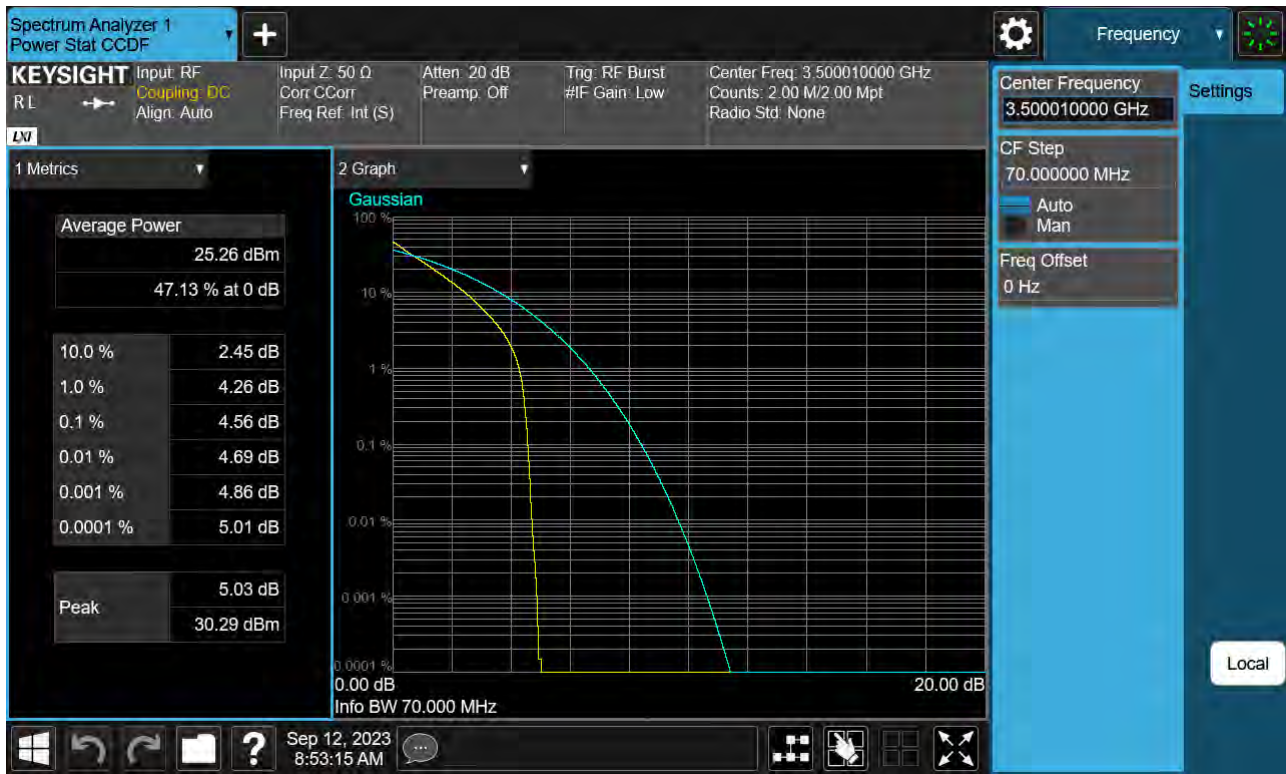 Spectrum Analyzer 1
Power Stat CCDF
+
Frequency
KEYSIGHT
RL
LXI
Input: RF
Coupling: DC
Align: Auto
Input Z: 50 Ω
Corr CCorr
Freq Ref: Int (S)
Atten: 20 dB
Preamp: Off
Trig: RF Burst
#IF Gain: Low
Center Freq: 3.500010000 GHz
Counts: 2.00 M/2.00 Mpt
Radio Std: None
1 Metrics
Average Power
25.26 dBm
47.13 % at 0 dB
10.0 % 2.45 dB
1.0 % 4.26 dB
0.1 % 4.56 dB
0.01 % 4.69 dB
0.001 % 4.86 dB
0.0001 % 5.01 dB
Peak
5.03 dB
30.29 dBm
2 Graph
Gaussian
100 %
10 %
1 %
0.1 %
0.01 %
0.001 %
0.0001 %
0.00 dB 20.00 dB
Info BW 70.000 MHz
Center Frequency
3.500010000 GHz
CF Step
70.000000 MHz
Auto
Man
Freq Offset
0 Hz
Settings
Local
?
Sep 12, 2023
8:53:15 AM